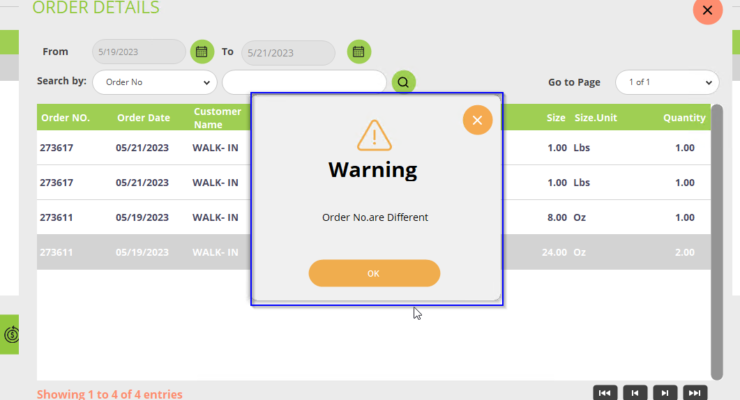 ORDER DETAILS
From 5/19/2023 To 5/21/2023
Search by: Order No Go to Page 1 of 1
Order NO. Order Date Customer Name Size Size.Unit Quantity
273617 05/21/2023 WALK- IN 1.00 Lbs 1.00
273617 05/21/2023 WALK- IN 1.00 Lbs 1.00
273611 05/19/2023 WALK- IN 8.00 Oz 1.00
273611 05/19/2023 WALK- IN 24.00 Oz 2.00
Warning
Order No.are Different
OK
Showing 1 to 4 of 4 entries